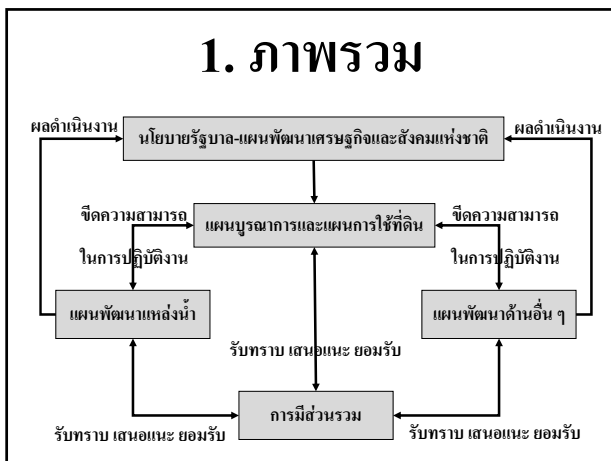 1. ภาพรวม
ผลดำเนินงาน
นโยบายรัฐบาล-แผนพัฒนาเศรษฐกิจและสังคมแห่งชาติ
ผลดำเนินงาน
ขีดความสามารถ
ในการปฏิบัติงาน
แผนบูรณาการและแผนการใช้ที่ดิน
ขีดความสามารถ
ในการปฏิบัติงาน
แผนพัฒนาแหล่งน้ำ
แผนพัฒนาด้านอื่น ๆ
รับทราบ เสนอแนะ ยอมรับ
การมีส่วนรวม
รับทราบ เสนอแนะ ยอมรับ
รับทราบ เสนอแนะ ยอมรับ